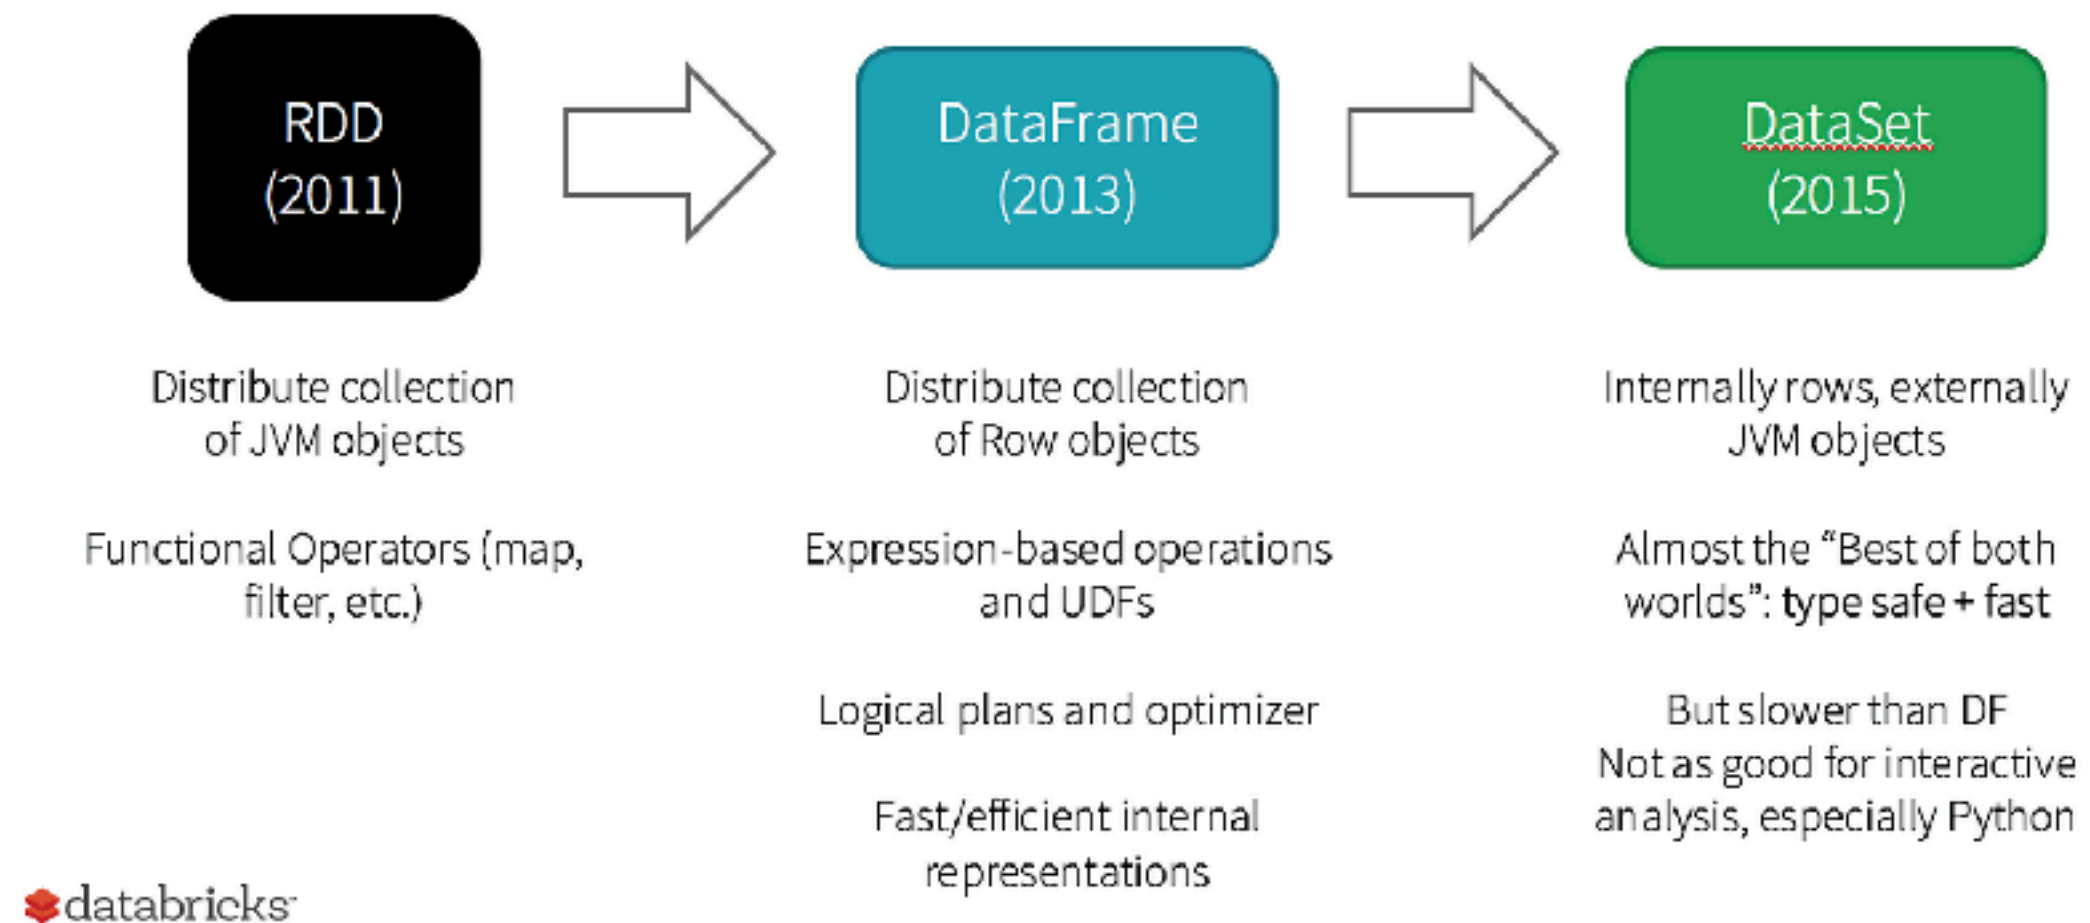 RDD
(2011)
DataFrame
(2013)
DataSet
(2015)
Distribute collection
of JVM objects
Functional Operators (map,
filter, etc.)
Distribute collection
of Row objects
Expression-based operations
and UDFs
Logical plans and optimizer
Fast/efficient internal
representations
Internally rows, externally
JVM objects
Almost the “Best of both
worlds”: type safe + fast
But slower than DF
Not as good for interactive
analysis, especially Python
databricks